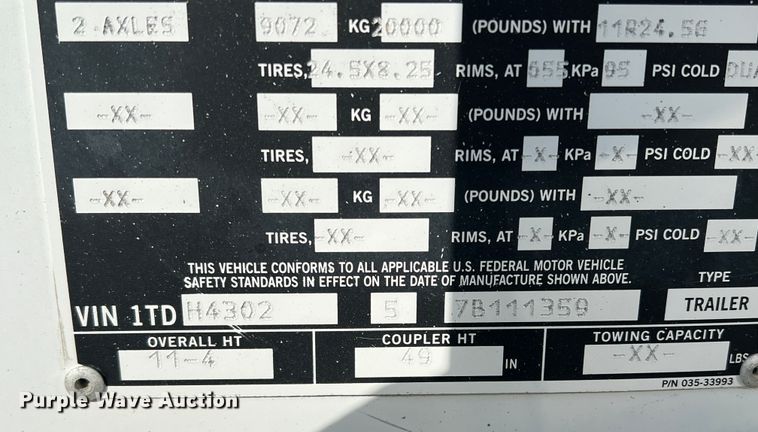 2 AXLES 9072 KG 20000 (POUNDS) WITH 11R24.5G
TIRES, 24.5X8.25 RIMS, AT 655 KPa 95 PSI COLD DUA
-XX- -XX- KG -XX- (POUNDS) WITH -XX-
TIRES, -XX- RIMS, AT -X- KPa -X- PSI COLD -XX-
-XX- -XX- KG -XX- (POUNDS) WITH -XX-
TIRES, -XX- RIMS, AT -X- KPa -X- PSI COLD -XX-
THIS VEHICLE CONFORMS TO ALL APPLICABLE U.S. FEDERAL MOTOR VEHICLE
SAFETY STANDARDS IN EFFECT ON THE DATE OF MANUFACTURE SHOWN ABOVE.
TYPE
VIN 1TD H4302 5 7B111359 TRAILER
OVERALL HT COUPLER HT TOWING CAPACITY
11-4 49 IN -XX- LBS
P/N 035-33993
Purple Wave Auction